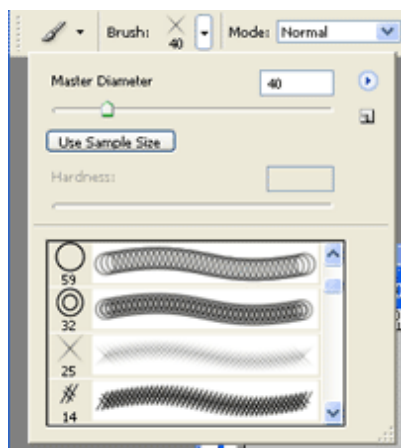 Brush: 40 Mode: Normal
Master Diameter 40
Use Sample Size
Hardness:
59
32
25
14